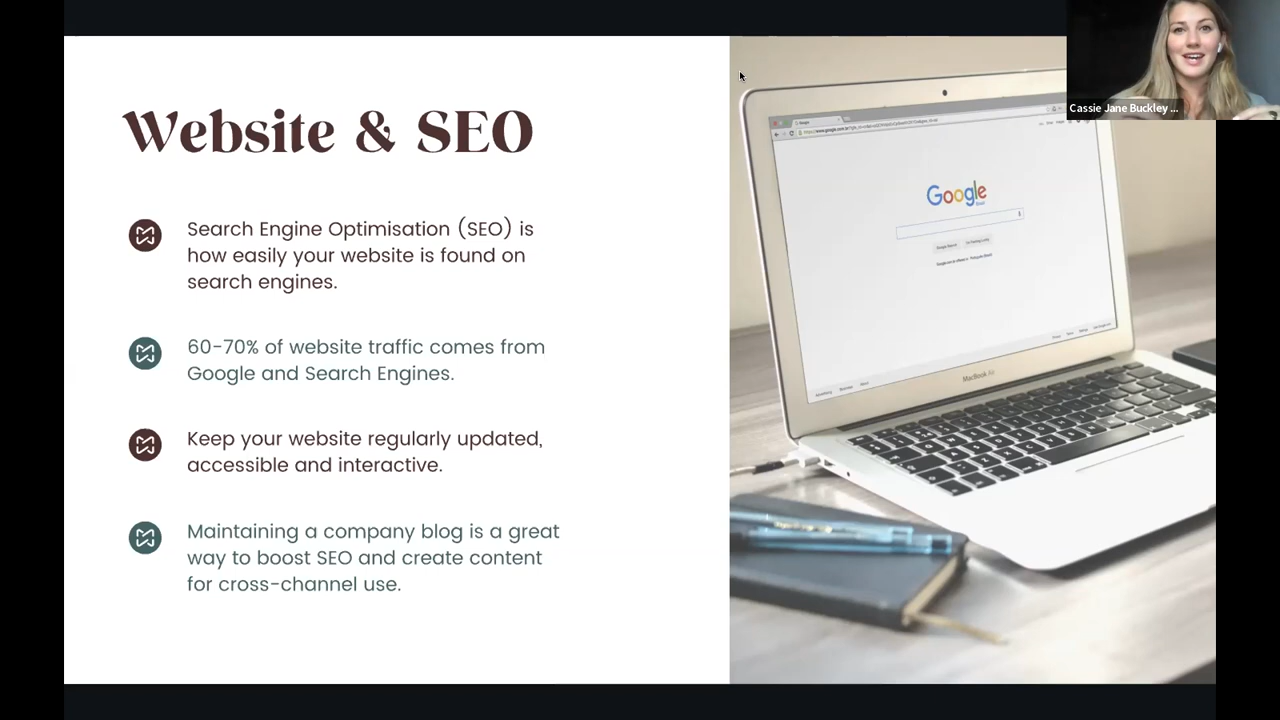 Website & SEO
Search Engine Optimisation (SEO) is
how easily your website is found on
search engines.
60-70% of website traffic comes from
Google and Search Engines.
Keep your website regularly updated,
accessible and interactive.
Maintaining a company blog is a great
way to boost SEO and create content
for cross-channel use.
Google
MacBook Air
Cassie Jane Buckley ...